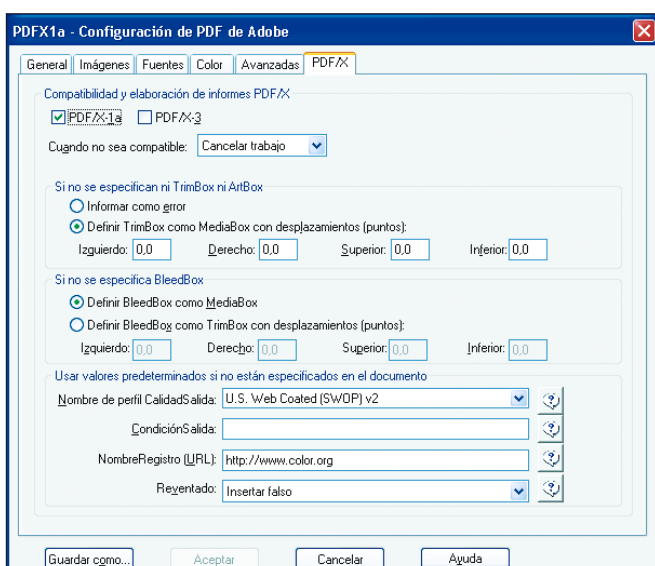 PDFX1a - Configuración de PDF de Adobe
General Imágenes Fuentes Color Avanzadas PDF/X
Compatibilidad y elaboración de informes PDF/X
PDF/X-1a PDF/X-3
Cuando no sea compatible: Cancelar trabajo
Si no se especifican ni TrimBox ni ArtBox
Informar como error
Definir TrimBox como MediaBox con desplazamientos (puntos):
Izquierdo: 0,0 Derecho: 0,0 Superior: 0,0 Inferior: 0,0
Si no se especifica BleedBox
Definir BleedBox como MediaBox
Definir BleedBox como TrimBox con desplazamientos (puntos):
Izquierdo: 0,0 Derecho: 0,0 Superior: 0,0 Inferior: 0,0
Usar valores predeterminados si no están especificados en el documento
Nombre de perfil CalidadSalida: U.S. Web Coated (SWOP) v2
CondiciónSalida:
NombreRegistro (URL): http://www.color.org
Reventado: Insertar falso
Guardar como... Aceptar Cancelar Ayuda